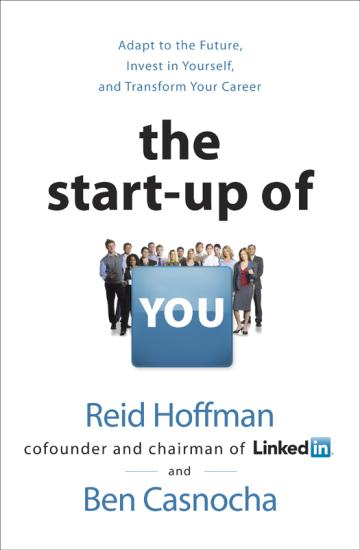 Adapt to the Future,
Invest in Yourself,
and Transform Your Career
the
start-up of
YOU
Reid Hoffman
cofounder and chairman of Linkedin
and
Ben Casnocha